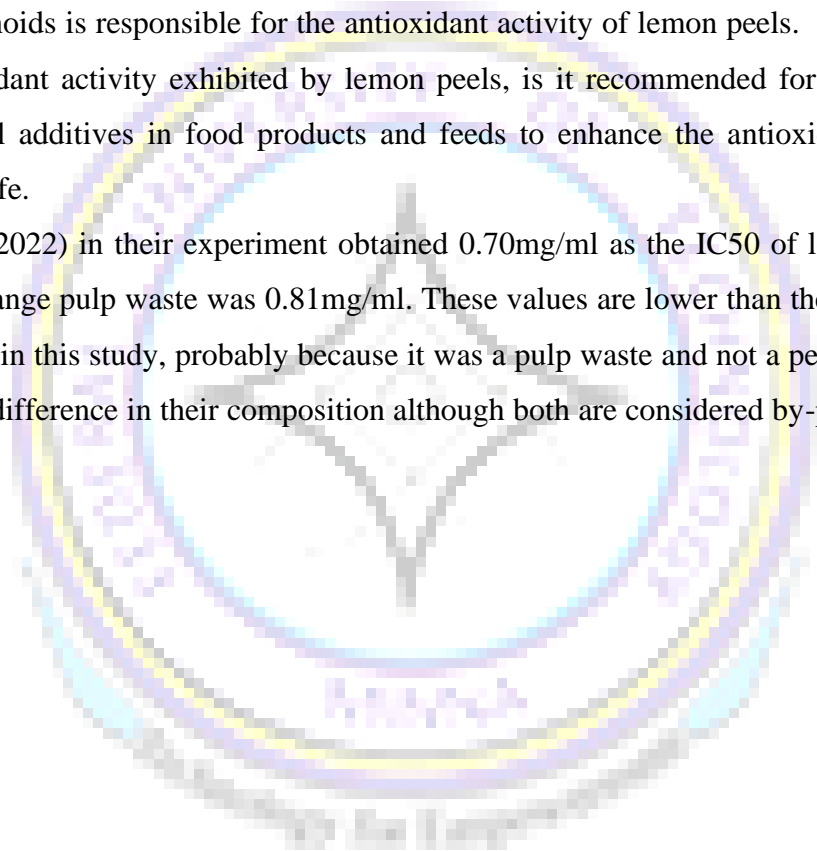 noids is responsible for the antioxidant activity of lemon peels.
dant activity exhibited by lemon peels, is it recommended for
l additives in food products and feeds to enhance the antioxi
fe.
2022) in their experiment obtained 0.70mg/ml as the IC50 of l
ange pulp waste was 0.81mg/ml. These values are lower than the
in this study, probably because it was a pulp waste and not a pe
difference in their composition although both are considered by-p